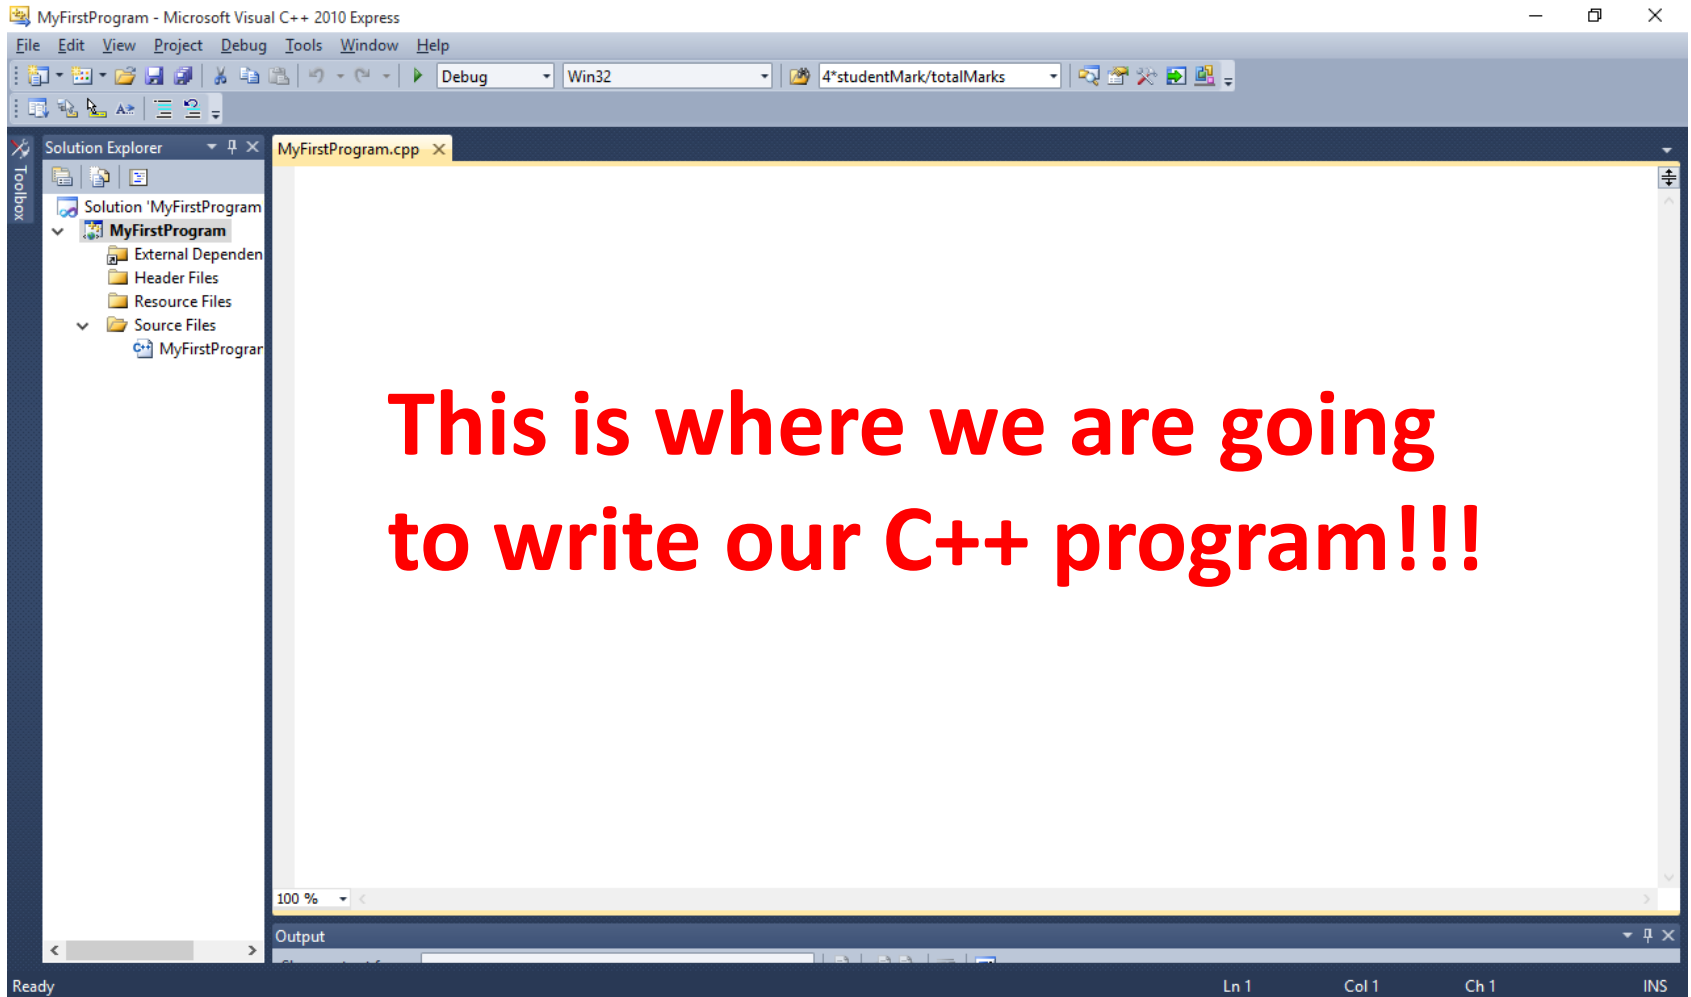 MyFirstProgram - Microsoft Visual C++ 2010 Express
File Edit View Project Debug Tools Window Help
Debug Win32 4*studentMark/totalMarks
Toolbox
Solution Explorer
MyFirstProgram.cpp
Solution 'MyFirstProgram
MyFirstProgram
External Dependen
Header Files
Resource Files
Source Files
MyFirstProgram
This is where we are going
to write our C++ program!!!
100 %
Output
Ready Ln 1 Col 1 Ch 1 INS